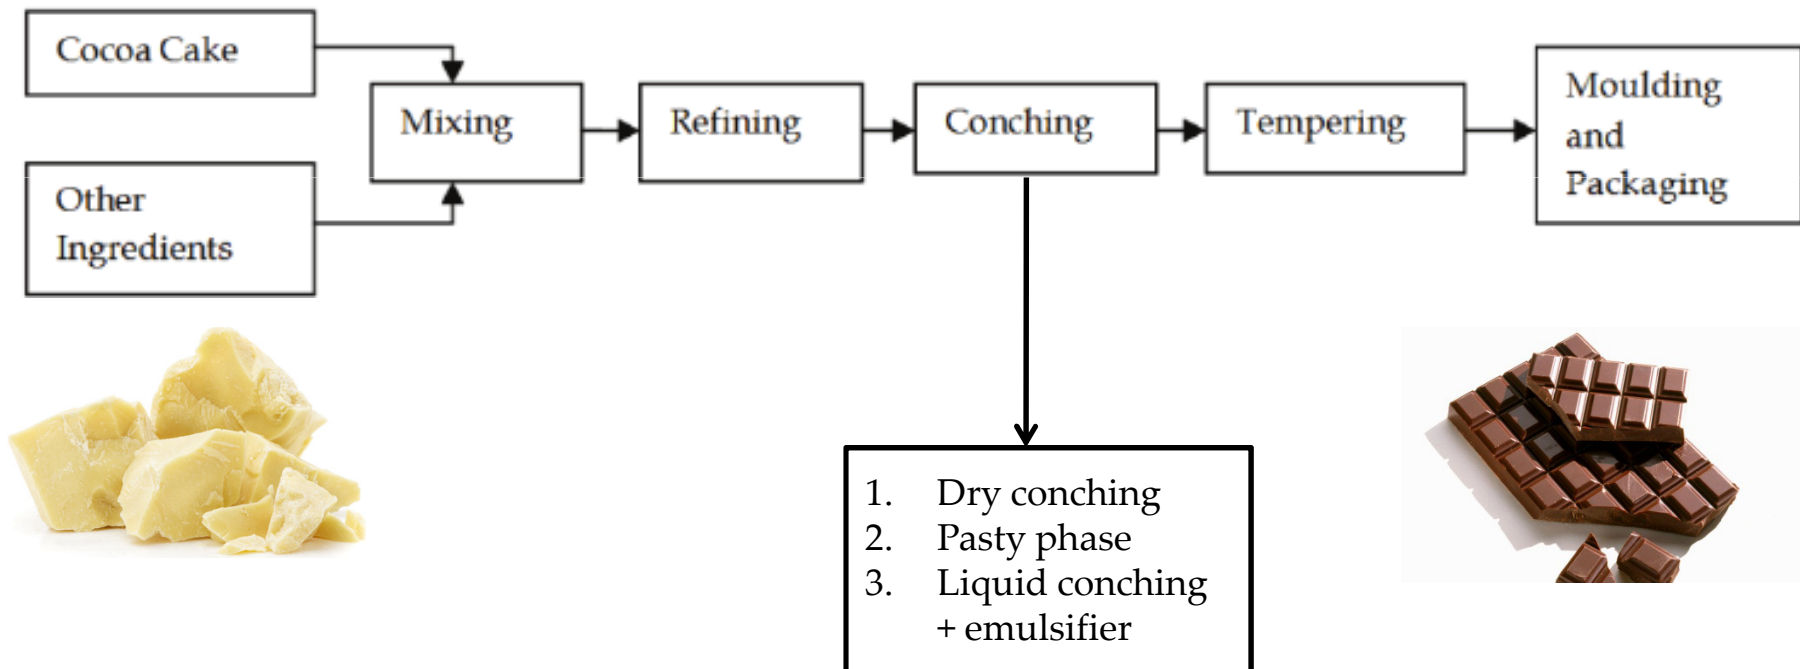 Cocoa Cake
Other
Ingredients
Mixing
Refining
Conching
Tempering
Moulding
and
Packaging
1. Dry conching
2. Pasty phase
3. Liquid conching
+ emulsifier